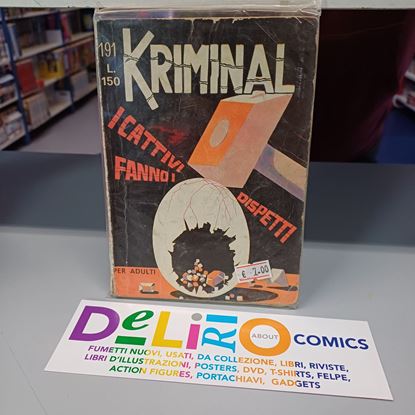 191
L.
150
KRIMINAL
I CATTIVI
FANNO I
DISPETTI
PER ADULTI
€ 2.00
DeLiRiO
ABOUT
COMICS
FUMETTI NUOVI, USATI, DA COLLEZIONE, LIBRI, RIVISTE,
LIBRI D'ILLUSTRAZIONI, POSTERS, DVD, T-SHIRTS, FELPE,
ACTION FIGURES, PORTACHIAVI, GADGETS